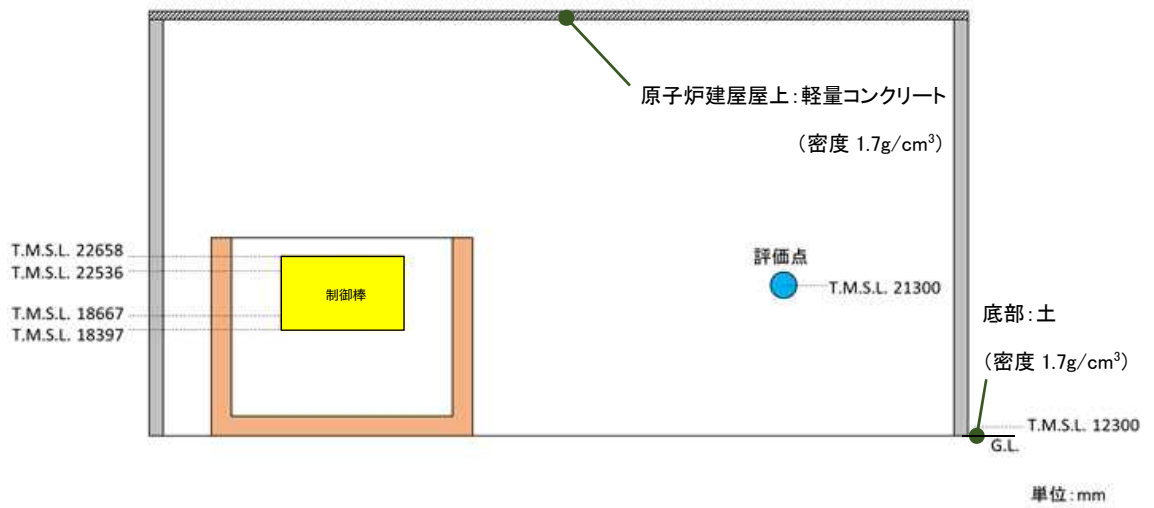 原子炉建屋屋上:軽量コンクリート
(密度 1.7g/cm³)
T.M.S.L. 22658
T.M.S.L. 22536
T.M.S.L. 18667
T.M.S.L. 18397
制御棒
評価点
T.M.S.L. 21300
底部:土
(密度 1.7g/cm³)
T.M.S.L. 12300
G.L.
単位:mm